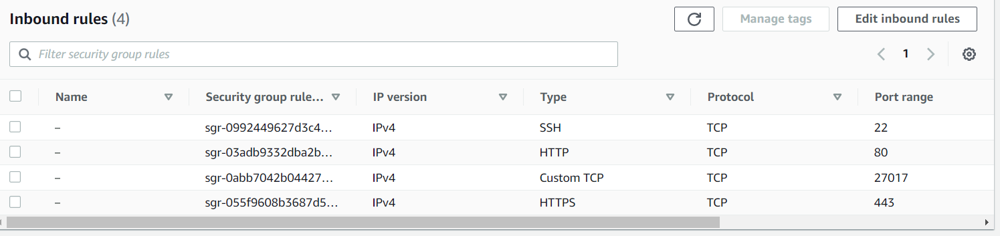 Inbound rules (4) Manage tags Edit inbound rules
Filter security group rules 1
Name Security group rule... IP version Type Protocol Port range
– sgr-0992449627d3c4... IPv4 SSH TCP 22
– sgr-03adb9332dba2b... IPv4 HTTP TCP 80
– sgr-0abb7042b04427... IPv4 Custom TCP TCP 27017
– sgr-055f9608b3687d5... IPv4 HTTPS TCP 443